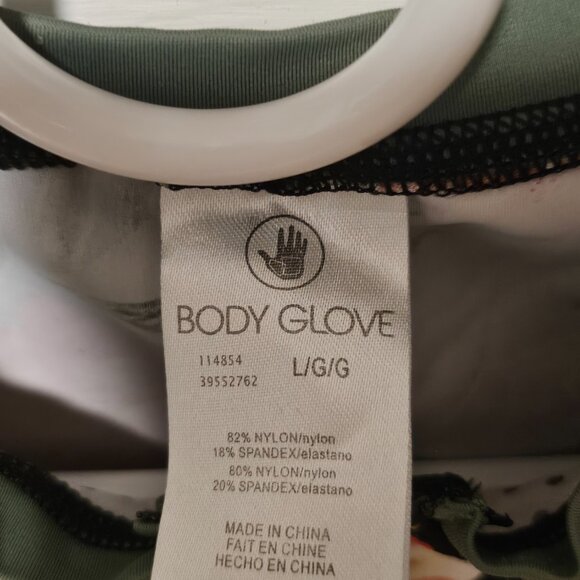 BODY GLOVE
114854
39552762
L/G/G
82% NYLON/nylon
18% SPANDEX/elastano
80% NYLON/nylon
20% SPANDEX/elastano
MADE IN CHINA
FAIT EN CHINE
HECHO EN CHINA